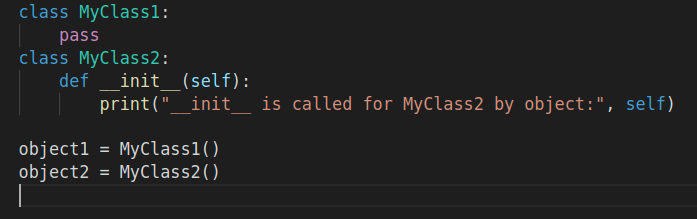 class MyClass1:
    pass
class MyClass2:
    def __init__(self):
        print("__init__ is called for MyClass2 by object:", self)

object1 = MyClass1()
object2 = MyClass2()